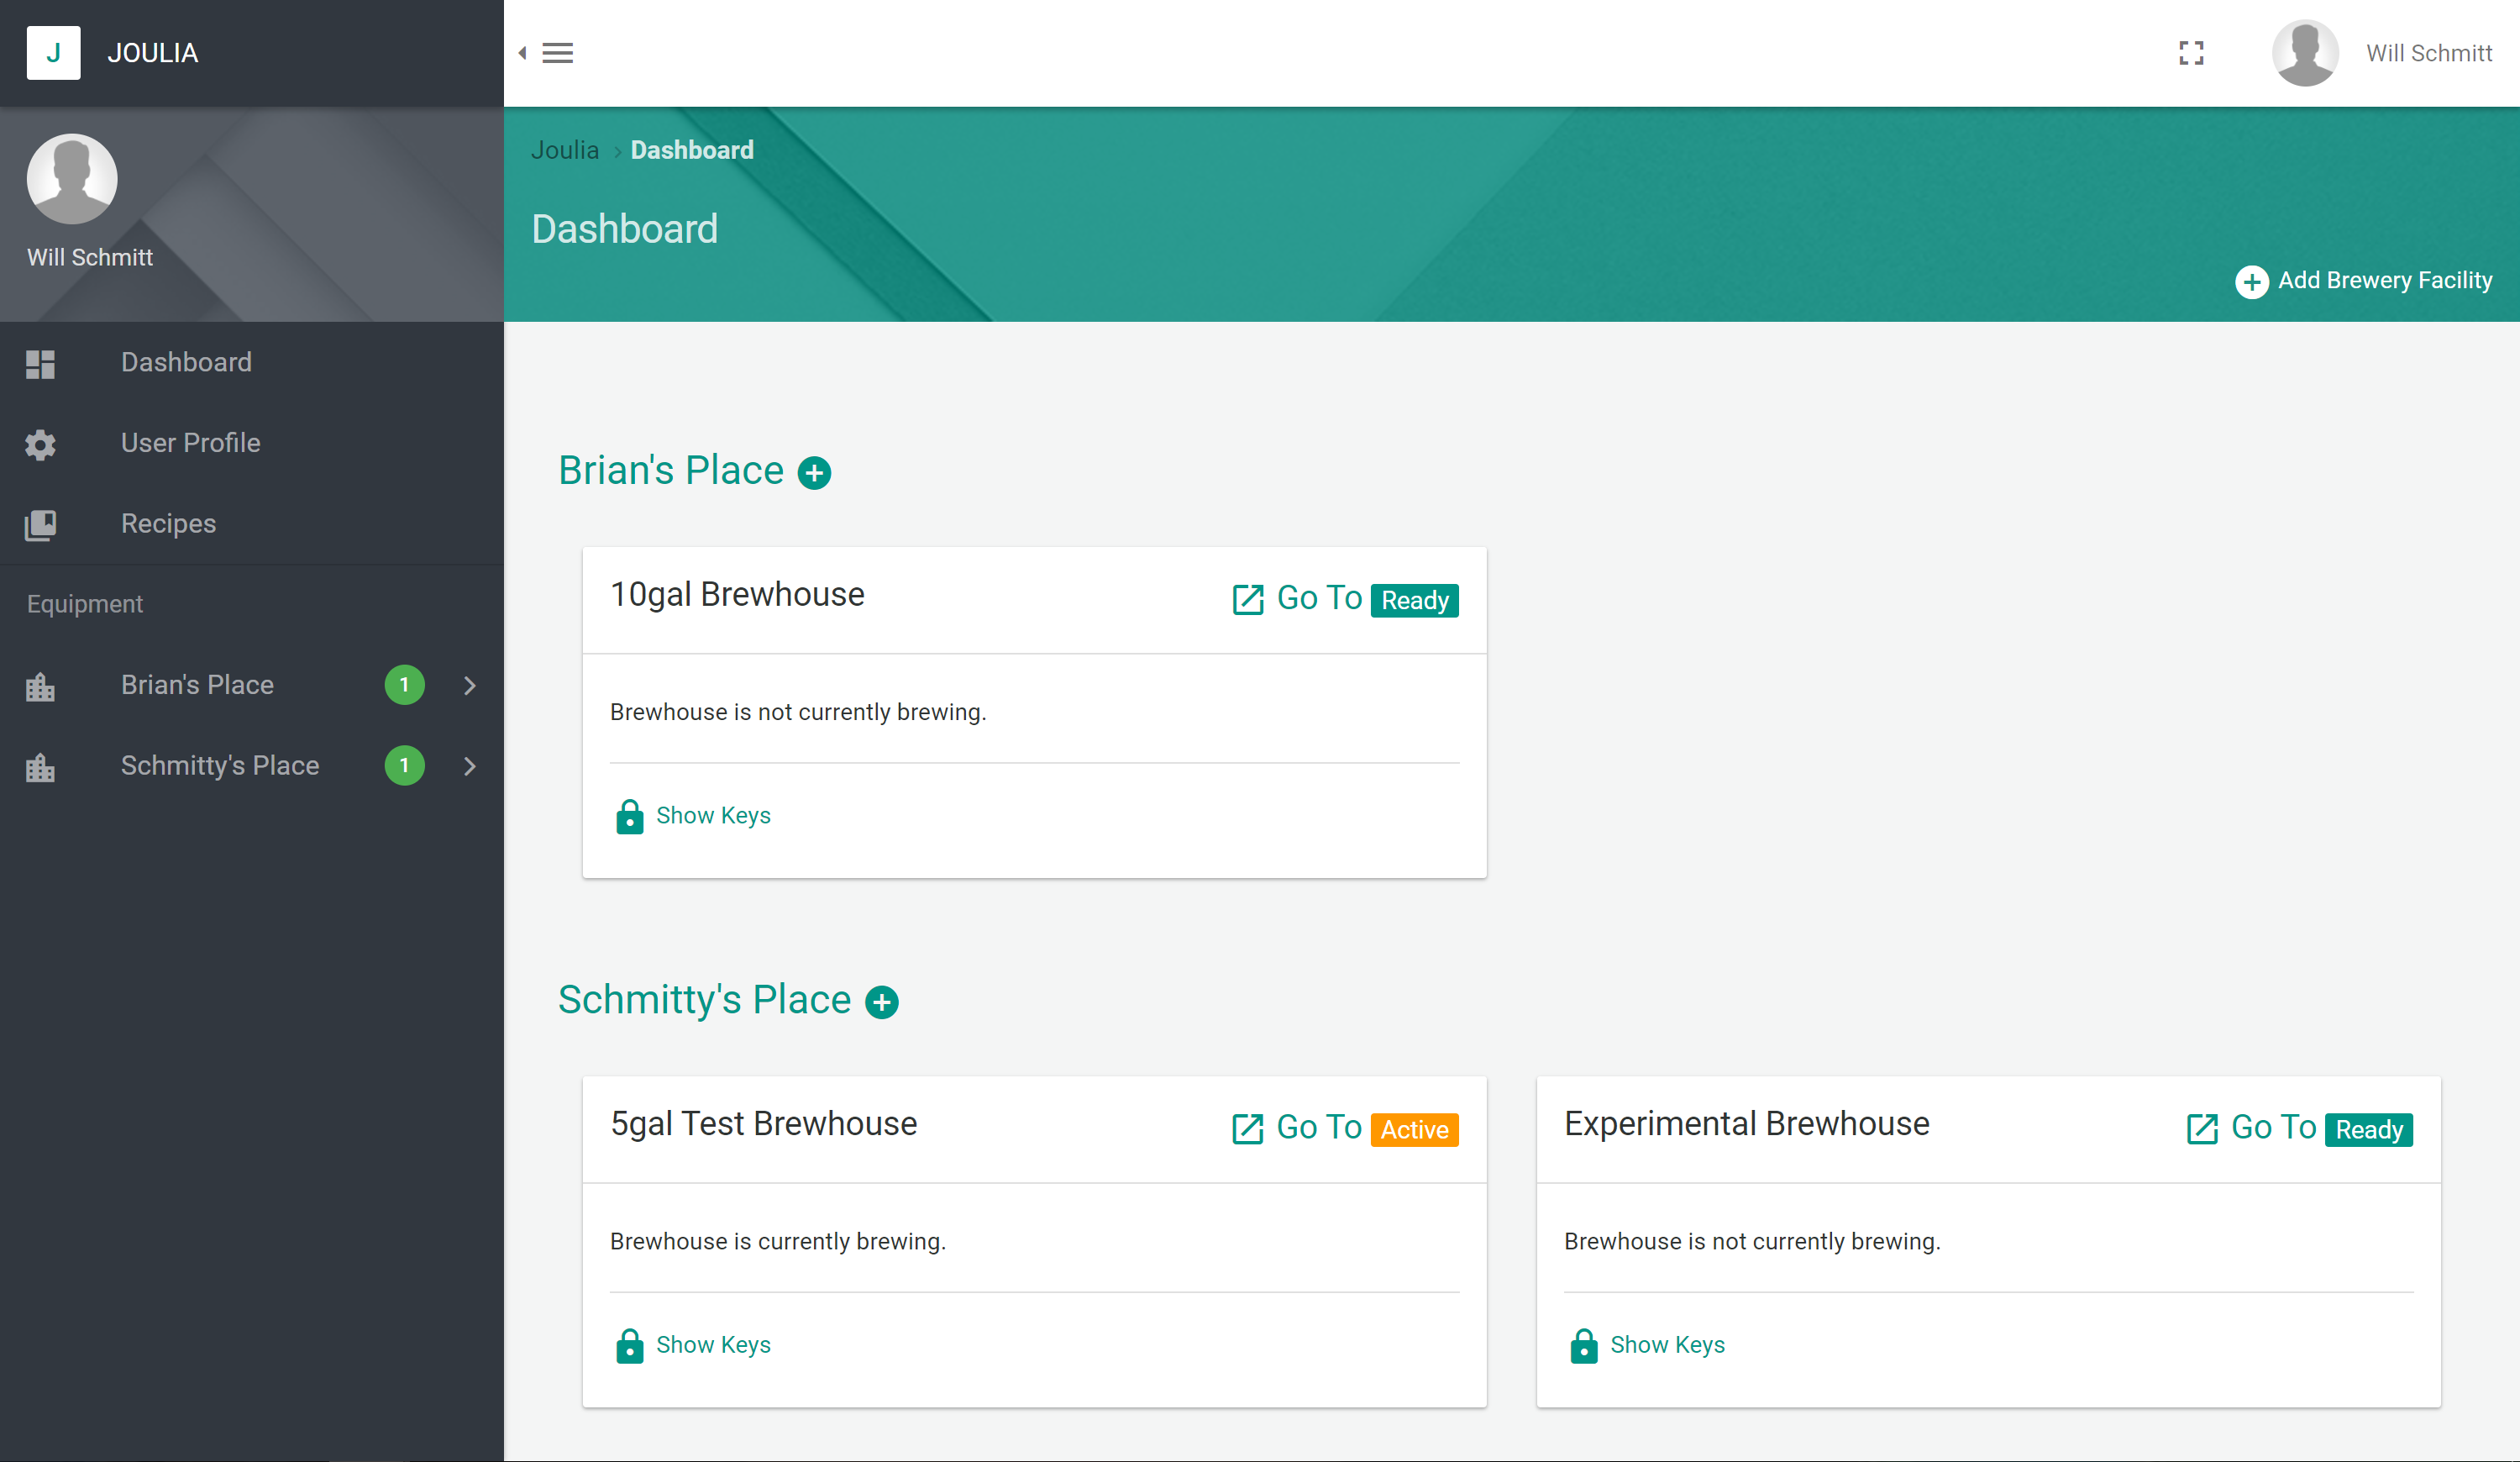 J JOULIA
Will Schmitt
Will Schmitt
Dashboard
User Profile
Recipes
Equipment
Brian's Place 1
Schmitty's Place 1
Joulia › Dashboard
Dashboard
Add Brewery Facility
Brian's Place
10gal Brewhouse Go To Ready
Brewhouse is not currently brewing.
Show Keys
Schmitty's Place
5gal Test Brewhouse Go To Active
Brewhouse is currently brewing.
Show Keys
Experimental Brewhouse Go To Ready
Brewhouse is not currently brewing.
Show Keys